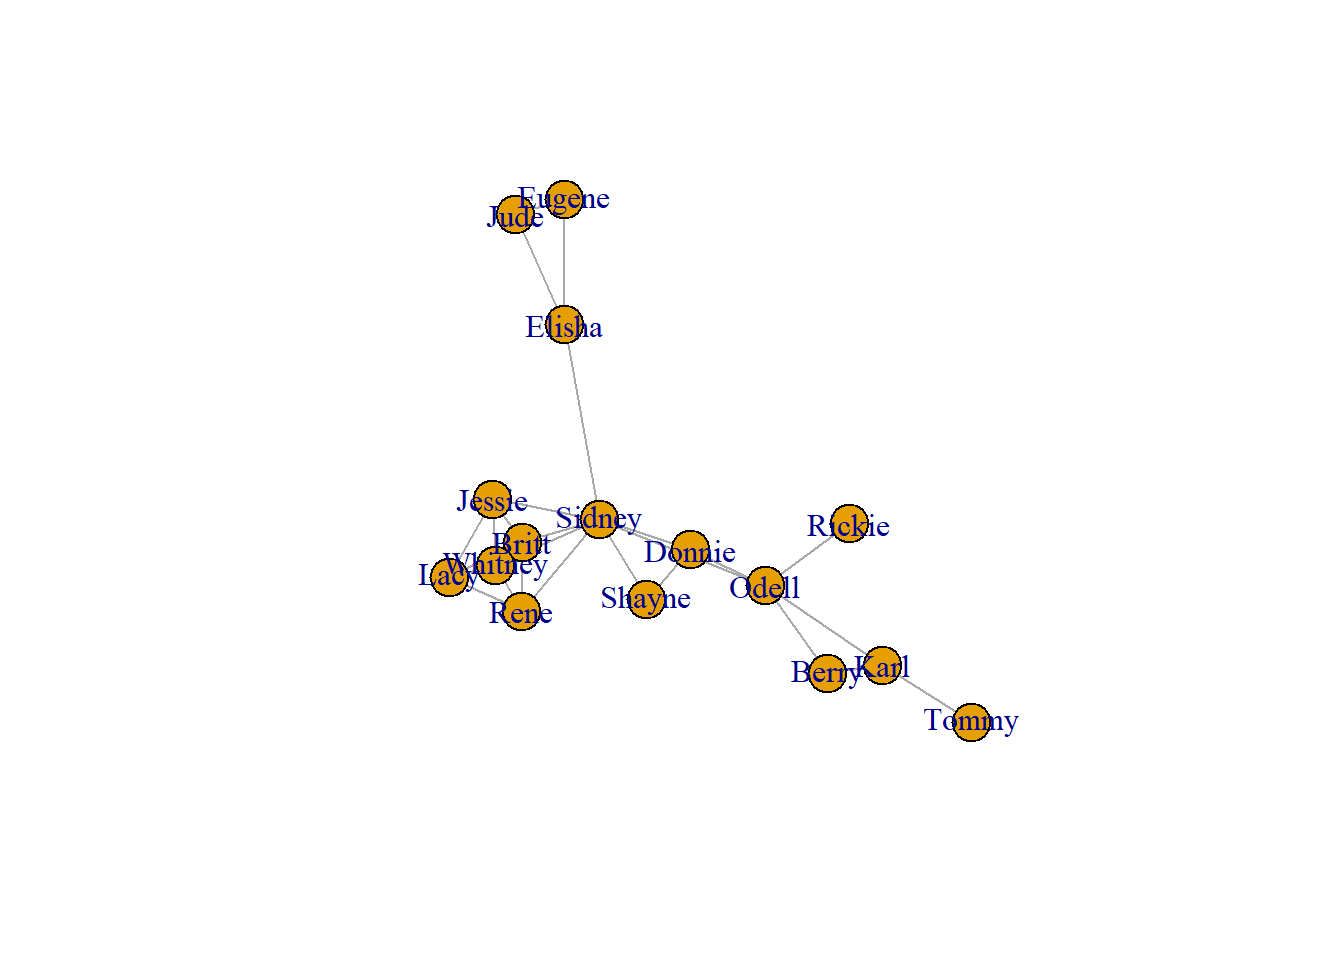 Eugene
Jude
Elisha
Jessie
Sidney
Rickie
Britt
Donnie
Whitney
Lacy
Odell
Shayne
Rene
Karl
Berry
Tommy